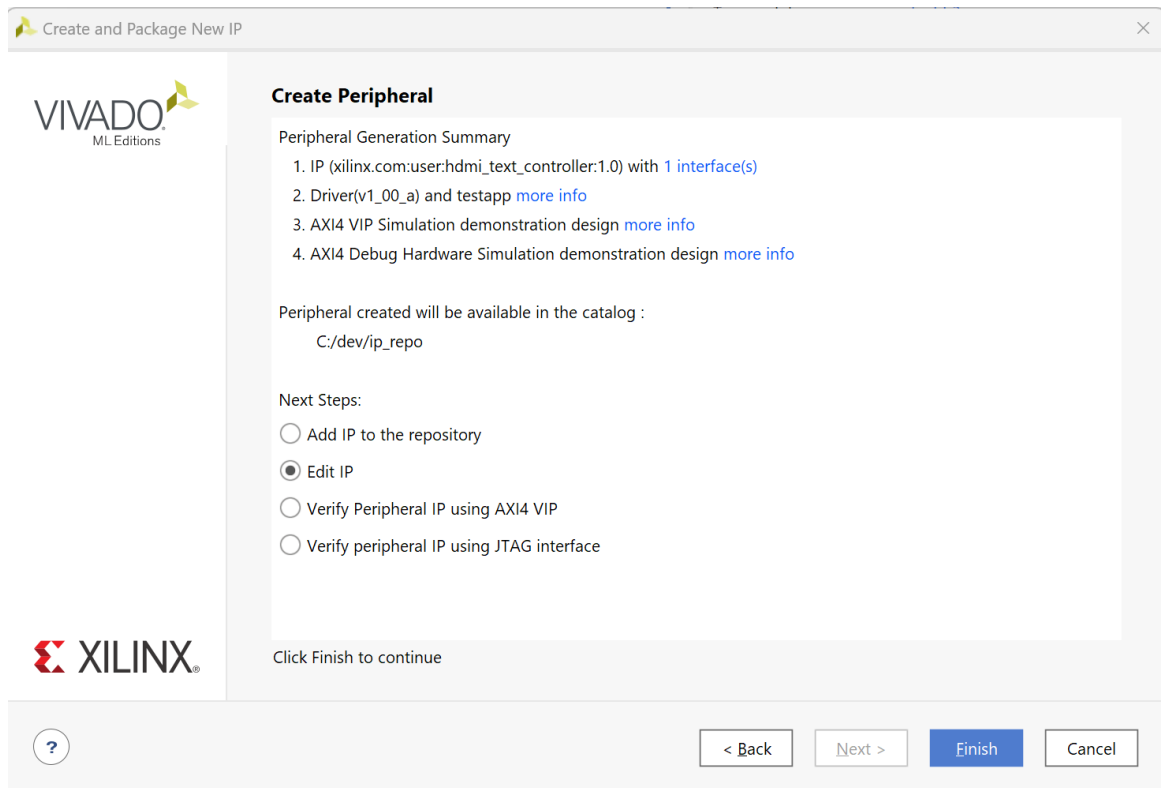 Create and Package New IP
VIVADO.
ML Editions
Create Peripheral
Peripheral Generation Summary
1. IP (xilinx.com:user:hdmi_text_controller:1.0) with 1 interface(s)
2. Driver(v1_00_a) and testapp more info
3. AXI4 VIP Simulation demonstration design more info
4. AXI4 Debug Hardware Simulation demonstration design more info
Peripheral created will be available in the catalog :
C:/dev/ip_repo
Next Steps:
Add IP to the repository
Edit IP
Verify Peripheral IP using AXI4 VIP
Verify peripheral IP using JTAG interface
XILINX®
Click Finish to continue
?
< Back
Next >
Finish
Cancel